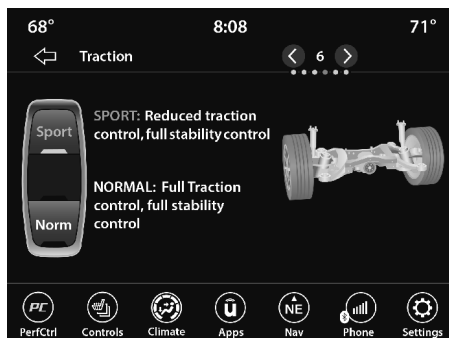 68° 8:08 71°
Traction 6
Sport
SPORT: Reduced traction
control, full stability control
NORMAL: Full Traction
control, full stability
control
Norm
PC NE
PerfCtrl Controls Climate Apps Nav Phone Settings